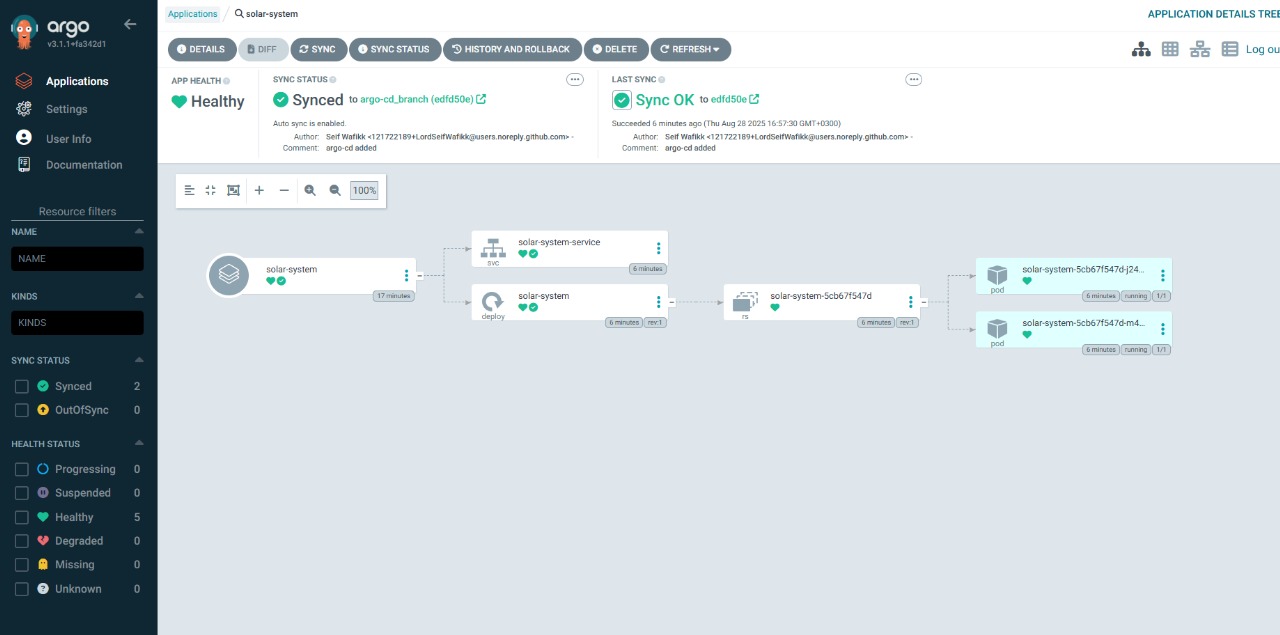 argo
v3.1.1+fa342d1
Applications
Settings
User Info
Documentation
Resource filters
NAME
NAME
KINDS
KINDS
SYNC STATUS
Synced 2
OutOfSync 0
HEALTH STATUS
Progressing 0
Suspended 0
Healthy 5
Degraded 0
Missing 0
Unknown 0
Applications / solar-system
APPLICATION DETAILS TREE
DETAILS DIFF SYNC SYNC STATUS HISTORY AND ROLLBACK DELETE REFRESH
Log ou
APP HEALTH
Healthy
SYNC STATUS
Synced to argo-cd_branch (edfd50e)
Auto sync is enabled.
Author: Seif Wafikk <121722189+LordSeifWafikk@users.noreply.github.com> -
Comment: argo-cd added
LAST SYNC
Sync OK to edfd50e
Succeeded 6 minutes ago (Thu Aug 28 2025 16:57:30 GMT+0300)
Author: Seif Wafikk <121722189+LordSeifWafikk@users.noreply.github.com> -
Comment: argo-cd added
100%
solar-system
17 minutes
solar-system-service
svc
6 minutes
solar-system
deploy
6 minutes rev:1
solar-system-5cb67f547d
rs
6 minutes rev:1
solar-system-5cb67f547d-j24...
pod
6 minutes running 1/1
solar-system-5cb67f547d-m4...
pod
6 minutes running 1/1